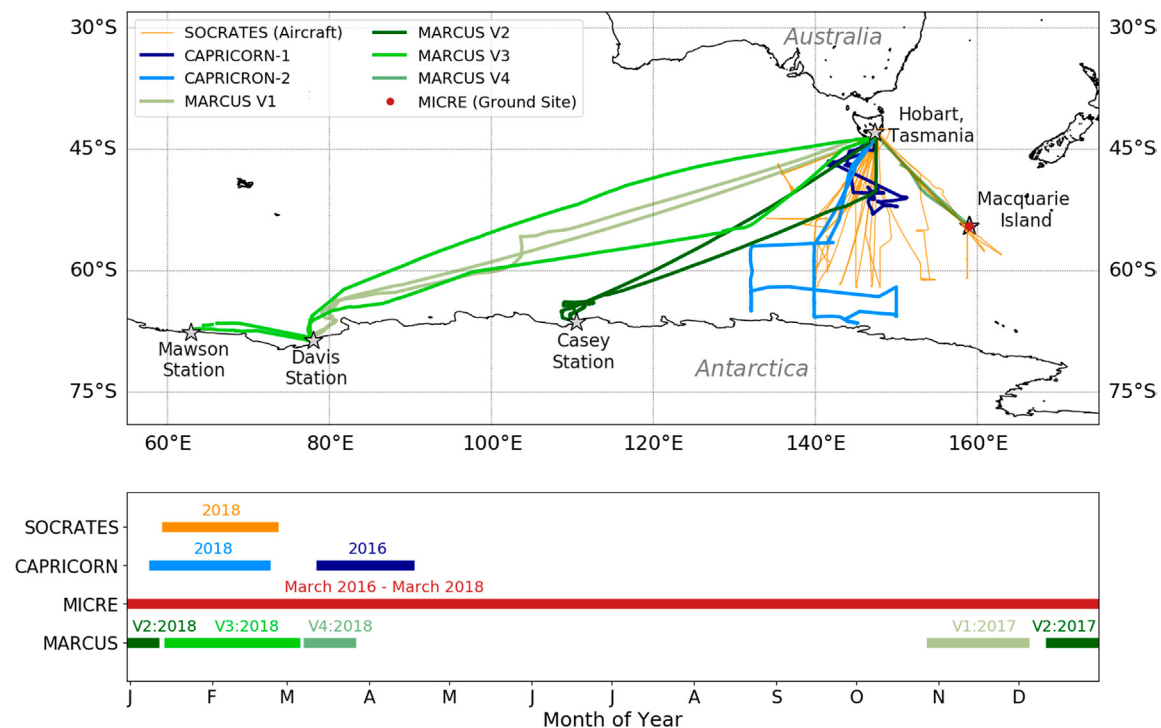 30°S
30°S
SOCRATES (Aircraft)
CAPRICORN-1
CAPRICRON-2
MARCUS V1
MARCUS V2
MARCUS V3
MARCUS V4
MICRE (Ground Site)
Australia
Hobart,
Tasmania
45°S
45°S
Macquarie
Island
60°S
60°S
Mawson
Station
Davis
Station
Casey
Station
Antarctica
75°S
75°S
60°E
80°E
100°E
120°E
140°E
160°E
2018
SOCRATES
2018
2016
CAPRICORN
March 2016 - March 2018
MICRE
V2:2018
V3:2018
V4:2018
V1:2017
V2:2017
MARCUS
J
F
M
A
M
J
J
A
S
O
N
D
Month of Year